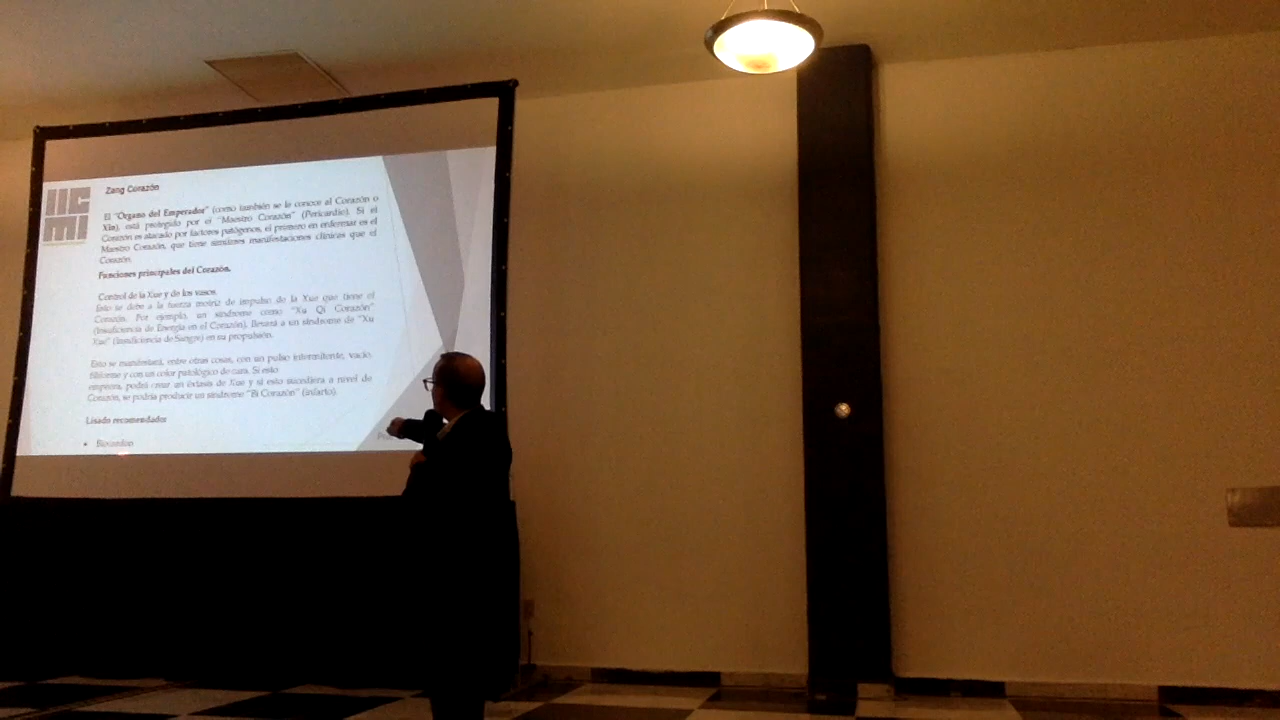 IIC
MI
Zang Corazón
El "Órgano del Emperador" (como también se le conoce al Corazón o
Xin), está protegido por el "Maestro Corazón" (Pericardio). Si el
Corazón es atacado por factores patógenos, el primero en enfermar es el
Maestro Corazón, que tiene similares manifestaciones clínicas que el
Corazón.
Funciones principales del Corazón.
Control de la Xue y de los vasos.
Esto se debe a la fuerza motriz de impulso de la Xue que tiene el
Corazón. Por ejemplo, un síndrome como "Xu Qi Corazón"
(Insuficiencia de Energía en el Corazón), llevará a un síndrome de "Xu
Xue" (Insuficiencia de Sangre) en su propulsión.
Esto se manifestará, entre otras cosas, con un pulso intermitente, vacío,
filiforme y con un color patológico de cara. Si esto
empeora, podrá crear un éxtasis de Xue y si esto sucediera a nivel de
Corazón, se podría producir un síndrome "Bi Corazón" (infarto).
Lisado recomendador